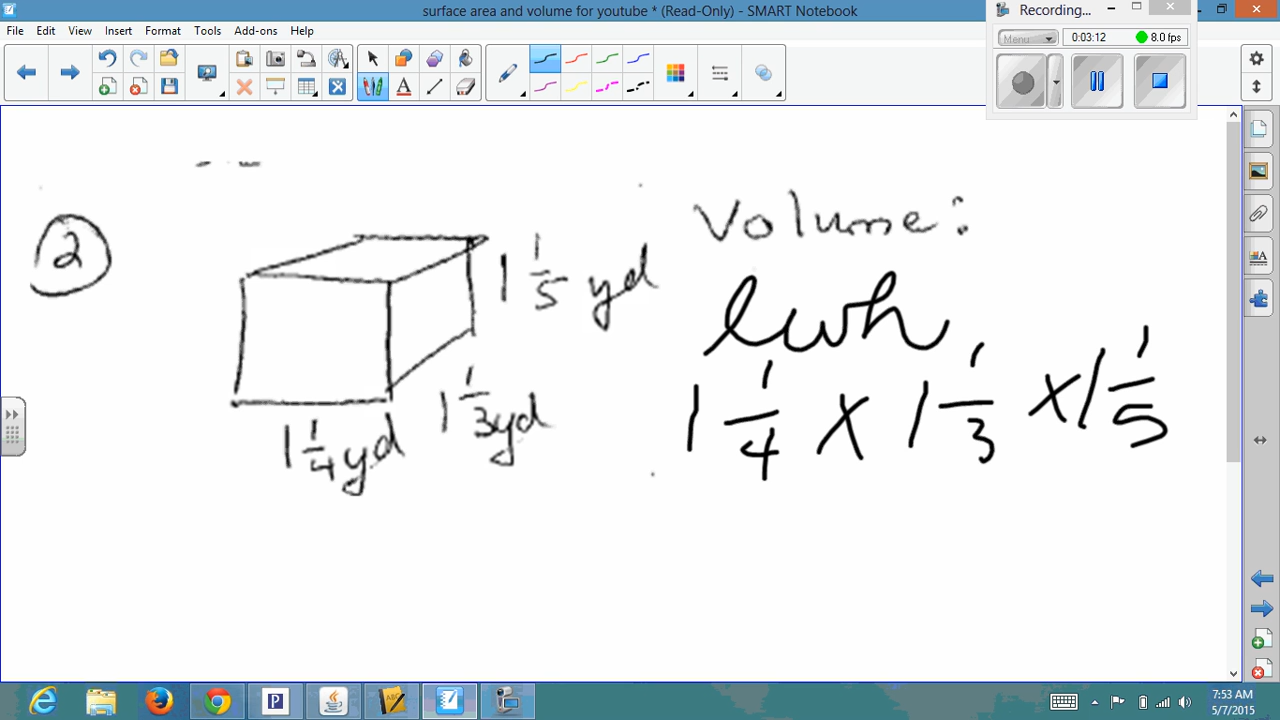 surface area and volume for youtube * (Read-Only) - SMART Notebook
Recording...
File Edit View Insert Format Tools Add-ons Help
Menu 0:03:12 8.0 fps
2
1 1/5 yd
1 1/3 yd
1 1/4 yd
Volume:
lwh
1 1/4 x 1 1/3 x 1 1/5
7:53 AM
5/7/2015